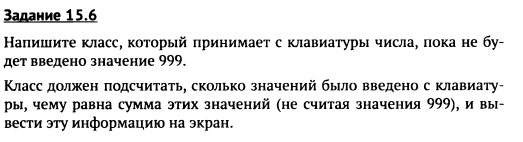 Задание 15.6
Напишите класс, который принимает с клавиатуры числа, пока не бу-
дет введено значение 999.
Класс должен подсчитать, сколько значений было введено с клавиату-
ры, чему равна сумма этих значений (не считая значения 999), и вы-
вести эту информацию на экран.